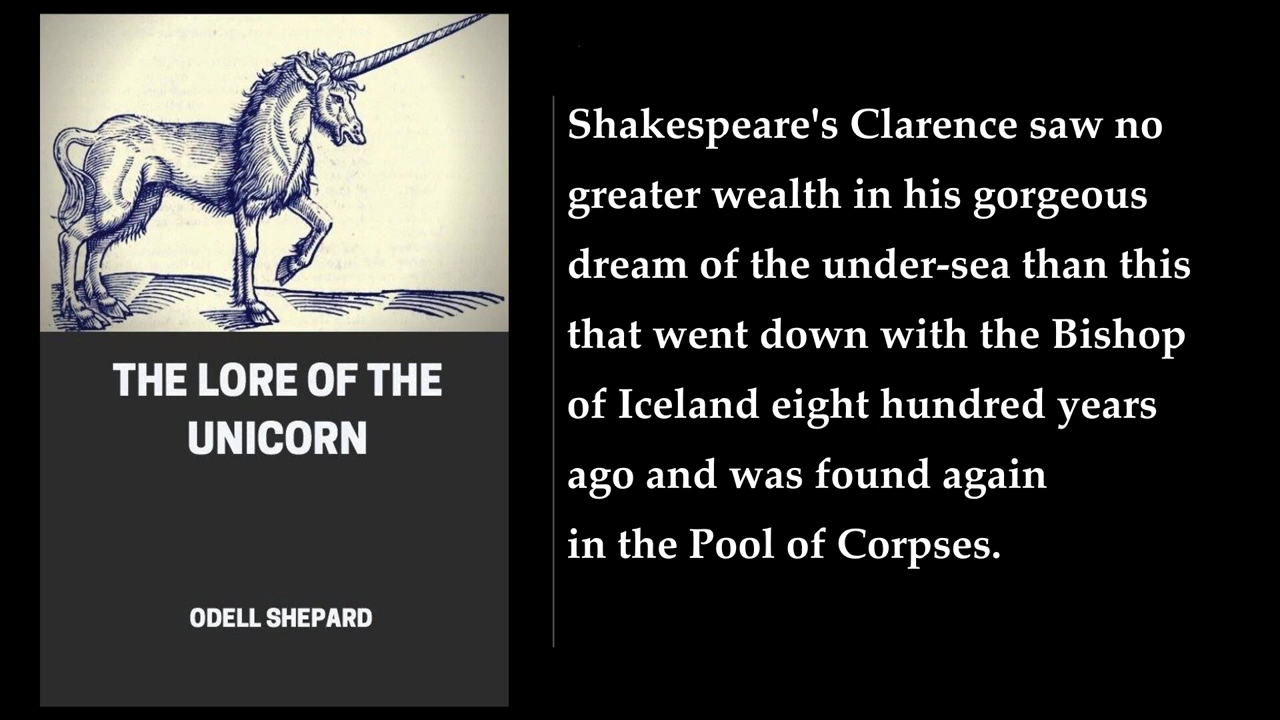 THE LORE OF THE
UNICORN
ODELL SHEPARD
Shakespeare's Clarence saw no
greater wealth in his gorgeous
dream of the under-sea than this
that went down with the Bishop
of Iceland eight hundred years
ago and was found again
in the Pool of Corpses.